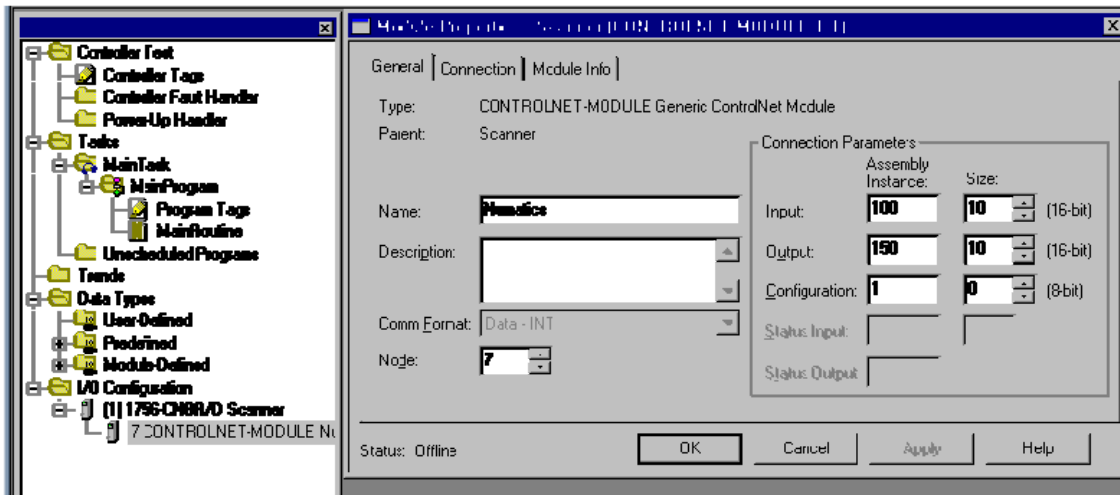 Controller Test
Controller Tags
Controller Fault Handler
Power-Up Handler
Tasks
MainTask
MainProgram
Program Tags
MainRoutine
Unscheduled Programs
Trends
Data Types
User-Defined
Predefined
Module-Defined
I/O Configuration
[1] 1756-CNBR/D Scanner
7 CONTROLNET-MODULE Nu
General
Connection
Module Info
Type: CONTROLNET-MODULE Generic ControlNet Module
Parent: Scanner
Connection Parameters
Assembly
Instance:
Size:
Name: Numatics
Input: 100 10 (16-bit)
Description:
Output: 150 10 (16-bit)
Configuration: 1 0 (8-bit)
Comm Format: Data - INT
Status Input:
Node: 7
Status Output
Status: Offline
OK
Cancel
Apply
Help